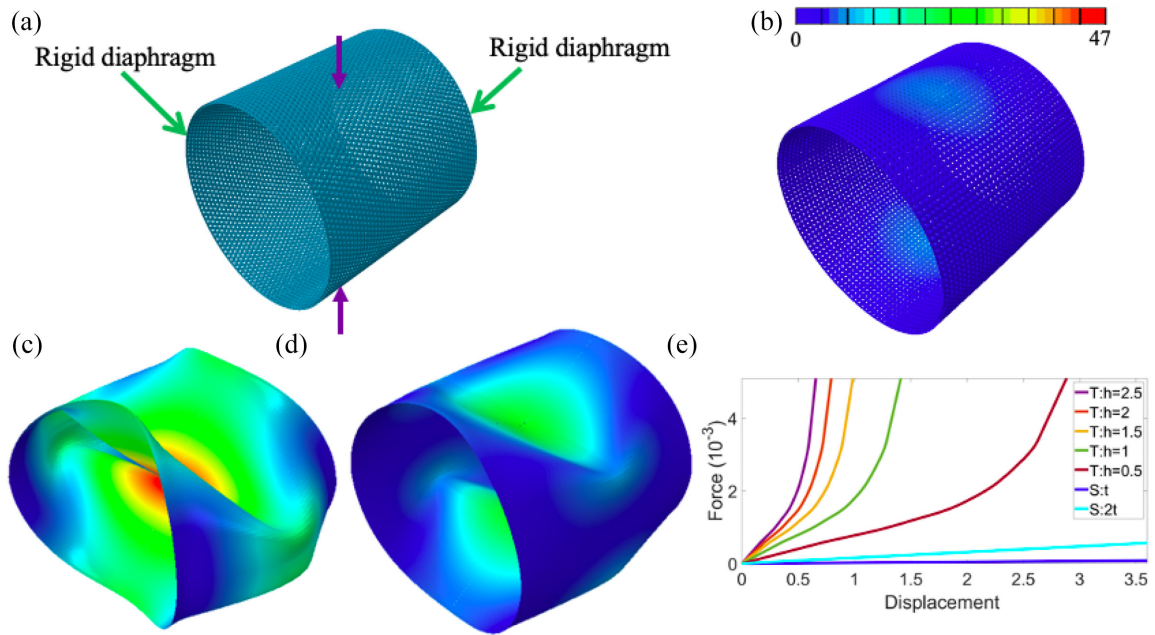 (a)
Rigid diaphragm
Rigid diaphragm
(b)
0
47
(c)
(d)
(e)
Force (10⁻³)
4
2
0
T:h=2.5
T:h=2
T:h=1.5
T:h=1
T:h=0.5
S:t
S:2t
0 0.5 1 1.5 2 2.5 3 3.5
Displacement